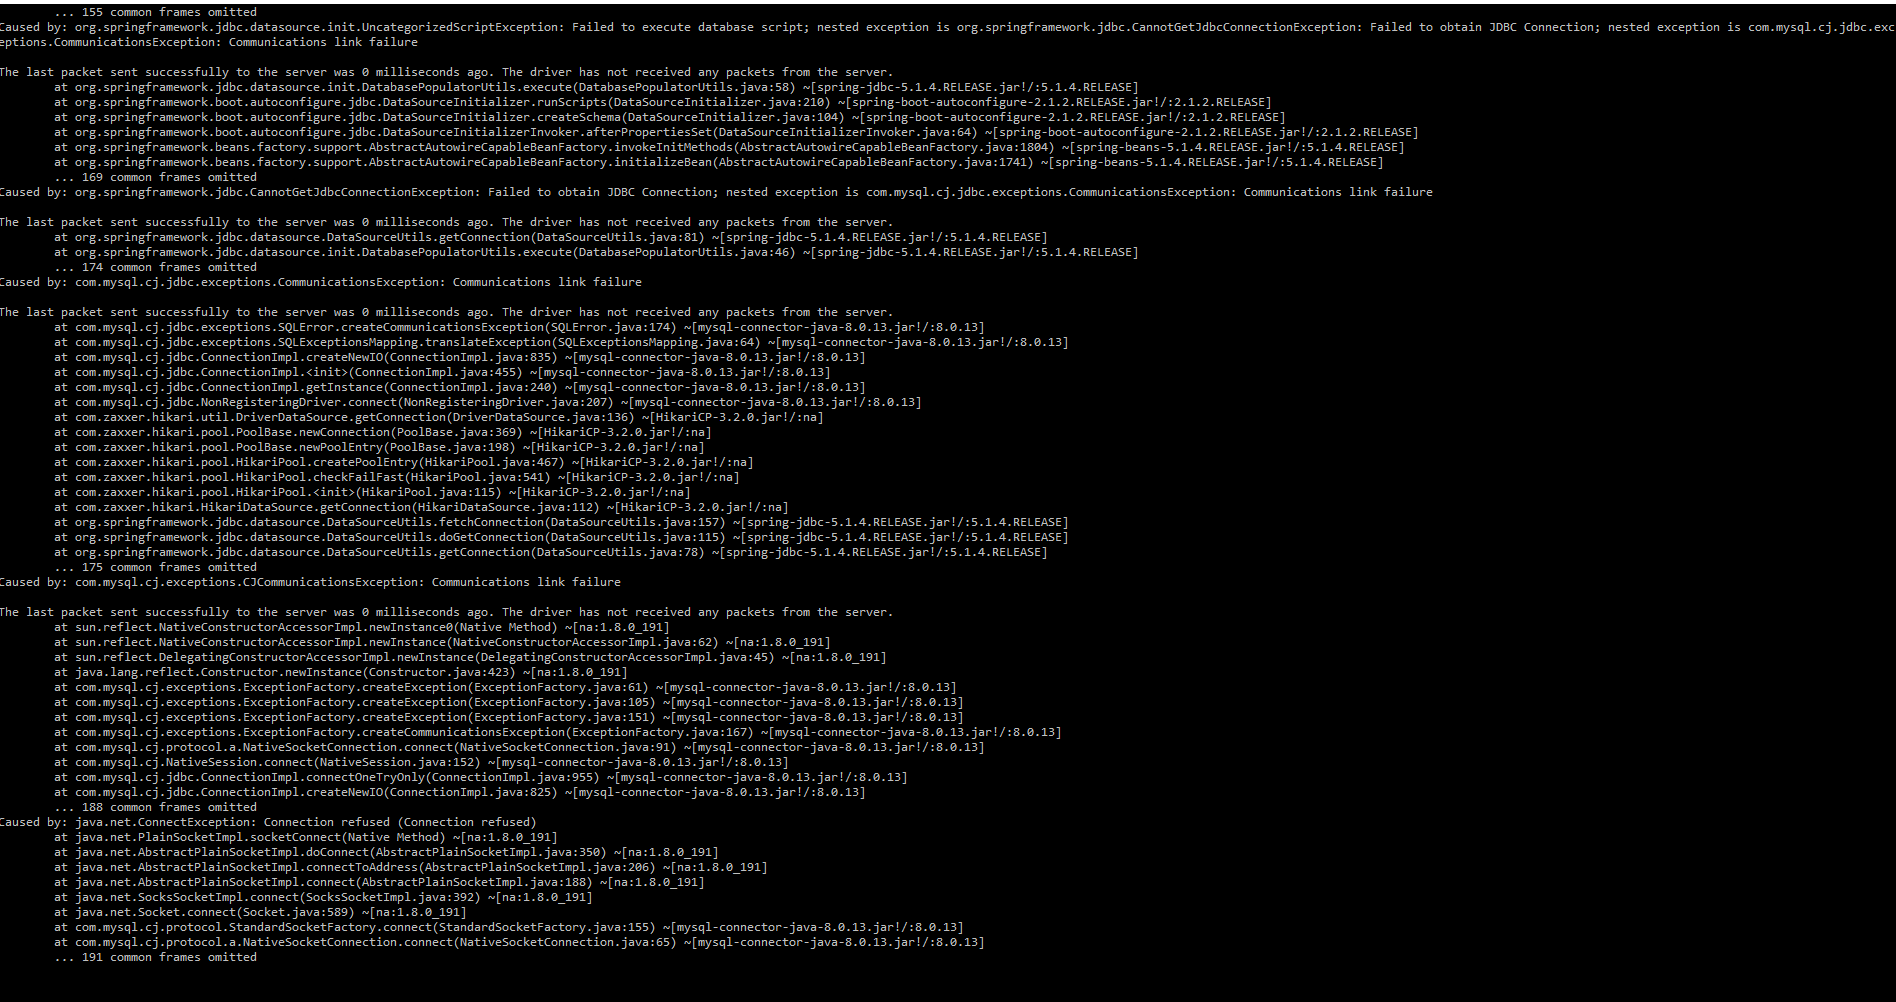 ... 155 common frames omitted
Caused by: org.springframework.jdbc.datasource.init.UncategorizedScriptException: Failed to execute database script; nested exception is org.springframework.jdbc.CannotGetJdbcConnectionException: Failed to obtain JDBC Connection; nested exception is com.mysql.cj.jdbc.exc
eptions.CommunicationsException: Communications link failure
The last packet sent successfully to the server was 0 milliseconds ago. The driver has not received any packets from the server.
at org.springframework.jdbc.datasource.init.DatabasePopulatorUtils.execute(DatabasePopulatorUtils.java:58) ~[spring-jdbc-5.1.4.RELEASE.jar!/:5.1.4.RELEASE]
at org.springframework.boot.autoconfigure.jdbc.DataSourceInitializer.runScripts(DataSourceInitializer.java:210) ~[spring-boot-autoconfigure-2.1.2.RELEASE.jar!/:2.1.2.RELEASE]
at org.springframework.boot.autoconfigure.jdbc.DataSourceInitializer.createSchema(DataSourceInitializer.java:104) ~[spring-boot-autoconfigure-2.1.2.RELEASE.jar!/:2.1.2.RELEASE]
at org.springframework.boot.autoconfigure.jdbc.DataSourceInitializerInvoker.afterPropertiesSet(DataSourceInitializerInvoker.java:64) ~[spring-boot-autoconfigure-2.1.2.RELEASE.jar!/:2.1.2.RELEASE]
at org.springframework.beans.factory.support.AbstractAutowireCapableBeanFactory.invokeInitMethods(AbstractAutowireCapableBeanFactory.java:1804) ~[spring-beans-5.1.4.RELEASE.jar!/:5.1.4.RELEASE]
at org.springframework.beans.factory.support.AbstractAutowireCapableBeanFactory.initializeBean(AbstractAutowireCapableBeanFactory.java:1741) ~[spring-beans-5.1.4.RELEASE.jar!/:5.1.4.RELEASE]
... 169 common frames omitted
Caused by: org.springframework.jdbc.CannotGetJdbcConnectionException: Failed to obtain JDBC Connection; nested exception is com.mysql.cj.jdbc.exceptions.CommunicationsException: Communications link failure
The last packet sent successfully to the server was 0 milliseconds ago. The driver has not received any packets from the server.
at org.springframework.jdbc.datasource.DataSourceUtils.getConnection(DataSourceUtils.java:81) ~[spring-jdbc-5.1.4.RELEASE.jar!/:5.1.4.RELEASE]
at org.springframework.jdbc.datasource.init.DatabasePopulatorUtils.execute(DatabasePopulatorUtils.java:46) ~[spring-jdbc-5.1.4.RELEASE.jar!/:5.1.4.RELEASE]
... 174 common frames omitted
Caused by: com.mysql.cj.jdbc.exceptions.CommunicationsException: Communications link failure
The last packet sent successfully to the server was 0 milliseconds ago. The driver has not received any packets from the server.
at com.mysql.cj.jdbc.exceptions.SQLError.createCommunicationsException(SQLError.java:174) ~[mysql-connector-java-8.0.13.jar!/:8.0.13]
at com.mysql.cj.jdbc.exceptions.SQLExceptionsMapping.translateException(SQLExceptionsMapping.java:64) ~[mysql-connector-java-8.0.13.jar!/:8.0.13]
at com.mysql.cj.jdbc.ConnectionImpl.createNewIO(ConnectionImpl.java:835) ~[mysql-connector-java-8.0.13.jar!/:8.0.13]
at com.mysql.cj.jdbc.ConnectionImpl.<init>(ConnectionImpl.java:455) ~[mysql-connector-java-8.0.13.jar!/:8.0.13]
at com.mysql.cj.jdbc.ConnectionImpl.getInstance(ConnectionImpl.java:240) ~[mysql-connector-java-8.0.13.jar!/:8.0.13]
at com.mysql.cj.jdbc.NonRegisteringDriver.connect(NonRegisteringDriver.java:207) ~[mysql-connector-java-8.0.13.jar!/:8.0.13]
at com.zaxxer.hikari.util.DriverDataSource.getConnection(DriverDataSource.java:136) ~[HikariCP-3.2.0.jar!/:na]
at com.zaxxer.hikari.pool.PoolBase.newConnection(PoolBase.java:369) ~[HikariCP-3.2.0.jar!/:na]
at com.zaxxer.hikari.pool.PoolBase.newPoolEntry(PoolBase.java:198) ~[HikariCP-3.2.0.jar!/:na]
at com.zaxxer.hikari.pool.HikariPool.createPoolEntry(HikariPool.java:467) ~[HikariCP-3.2.0.jar!/:na]
at com.zaxxer.hikari.pool.HikariPool.checkFailFast(HikariPool.java:541) ~[HikariCP-3.2.0.jar!/:na]
at com.zaxxer.hikari.pool.HikariPool.<init>(HikariPool.java:115) ~[HikariCP-3.2.0.jar!/:na]
at com.zaxxer.hikari.HikariDataSource.getConnection(HikariDataSource.java:112) ~[HikariCP-3.2.0.jar!/:na]
at org.springframework.jdbc.datasource.DataSourceUtils.fetchConnection(DataSourceUtils.java:157) ~[spring-jdbc-5.1.4.RELEASE.jar!/:5.1.4.RELEASE]
at org.springframework.jdbc.datasource.DataSourceUtils.doGetConnection(DataSourceUtils.java:115) ~[spring-jdbc-5.1.4.RELEASE.jar!/:5.1.4.RELEASE]
at org.springframework.jdbc.datasource.DataSourceUtils.getConnection(DataSourceUtils.java:78) ~[spring-jdbc-5.1.4.RELEASE.jar!/:5.1.4.RELEASE]
... 175 common frames omitted
Caused by: com.mysql.cj.exceptions.CJCommunicationsException: Communications link failure
The last packet sent successfully to the server was 0 milliseconds ago. The driver has not received any packets from the server.
at sun.reflect.NativeConstructorAccessorImpl.newInstance0(Native Method) ~[na:1.8.0_191]
at sun.reflect.NativeConstructorAccessorImpl.newInstance(NativeConstructorAccessorImpl.java:62) ~[na:1.8.0_191]
at sun.reflect.DelegatingConstructorAccessorImpl.newInstance(DelegatingConstructorAccessorImpl.java:45) ~[na:1.8.0_191]
at java.lang.reflect.Constructor.newInstance(Constructor.java:423) ~[na:1.8.0_191]
at com.mysql.cj.exceptions.ExceptionFactory.createException(ExceptionFactory.java:61) ~[mysql-connector-java-8.0.13.jar!/:8.0.13]
at com.mysql.cj.exceptions.ExceptionFactory.createException(ExceptionFactory.java:105) ~[mysql-connector-java-8.0.13.jar!/:8.0.13]
at com.mysql.cj.exceptions.ExceptionFactory.createException(ExceptionFactory.java:151) ~[mysql-connector-java-8.0.13.jar!/:8.0.13]
at com.mysql.cj.exceptions.ExceptionFactory.createCommunicationsException(ExceptionFactory.java:167) ~[mysql-connector-java-8.0.13.jar!/:8.0.13]
at com.mysql.cj.protocol.a.NativeSocketConnection.connect(NativeSocketConnection.java:91) ~[mysql-connector-java-8.0.13.jar!/:8.0.13]
at com.mysql.cj.NativeSession.connect(NativeSession.java:152) ~[mysql-connector-java-8.0.13.jar!/:8.0.13]
at com.mysql.cj.jdbc.ConnectionImpl.connectOneTryOnly(ConnectionImpl.java:955) ~[mysql-connector-java-8.0.13.jar!/:8.0.13]
at com.mysql.cj.jdbc.ConnectionImpl.createNewIO(ConnectionImpl.java:825) ~[mysql-connector-java-8.0.13.jar!/:8.0.13]
... 188 common frames omitted
Caused by: java.net.ConnectException: Connection refused (Connection refused)
at java.net.PlainSocketImpl.socketConnect(Native Method) ~[na:1.8.0_191]
at java.net.AbstractPlainSocketImpl.doConnect(AbstractPlainSocketImpl.java:350) ~[na:1.8.0_191]
at java.net.AbstractPlainSocketImpl.connectToAddress(AbstractPlainSocketImpl.java:206) ~[na:1.8.0_191]
at java.net.AbstractPlainSocketImpl.connect(AbstractPlainSocketImpl.java:188) ~[na:1.8.0_191]
at java.net.SocksSocketImpl.connect(SocksSocketImpl.java:392) ~[na:1.8.0_191]
at java.net.Socket.connect(Socket.java:589) ~[na:1.8.0_191]
at com.mysql.cj.protocol.StandardSocketFactory.connect(StandardSocketFactory.java:155) ~[mysql-connector-java-8.0.13.jar!/:8.0.13]
at com.mysql.cj.protocol.a.NativeSocketConnection.connect(NativeSocketConnection.java:65) ~[mysql-connector-java-8.0.13.jar!/:8.0.13]
... 191 common frames omitted